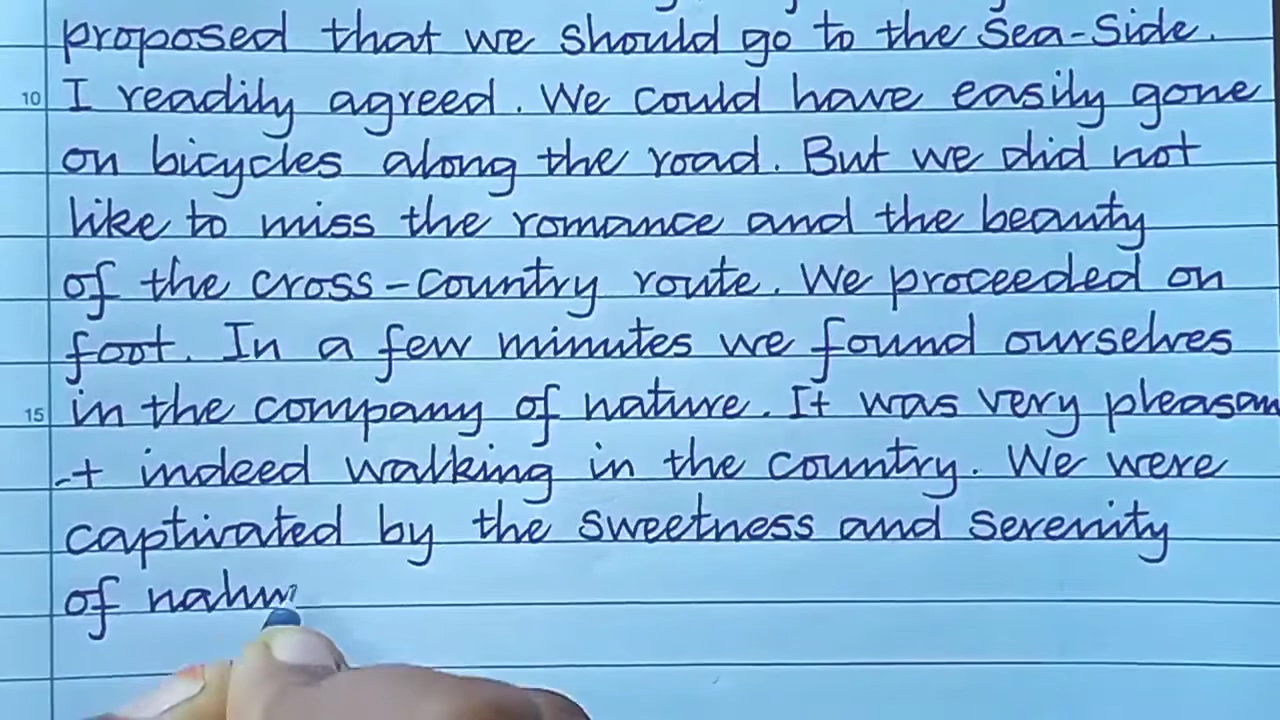 proposed that we should go to the Sea-Side.
10 I readily agreed. We could have easily gone
on bicycles along the road. But we did not
like to miss the romance and the beauty
of the cross-country route. We proceeded on
foot. In a few minutes we found ourselves
15 in the company of nature. It was very pleasan
-t indeed walking in the country. We were
captivated by the sweetness and serenity
of natur